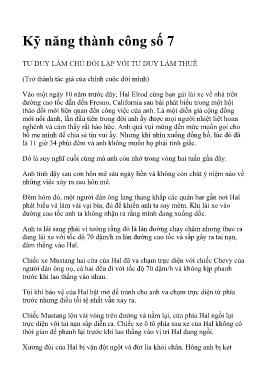 Kỹ năng thành công số 7
TƯ DUY LÀM CHỦ ĐỐI LẬP VỚI TƯ DUY LÀM THUÊ
(Trở thành tác giả của chính cuộc đời mình)
Vào một ngày 10 năm trước đây, Hal Elrod cùng bạn gái lái xe về nhà trên
đường cao tốc dẫn đến Fresno, California sau bài phát biểu trong một hội
thảo đổi mới liên quan đến công việc của anh. Là một diễn giả cộng đồng
mới nổi danh, lần đầu tiên trong đời anh ấy được mọi người nhiệt liệt hoan
nghênh và cảm thấy rất háo hức. Anh quá vui mừng đến mức muốn gọi cho
bố mẹ mình để chia sẻ tin vui ấy. Nhưng khi nhìn xuống đồng hồ, lúc đó đã
là 11 giờ 34 phút đêm và anh không muốn họ phải tỉnh giấc.
Đó là suy nghĩ cuối cùng mà anh còn nhớ trong vòng hai tuần gần đây.
Anh tỉnh dậy sau cơn hôn mê sáu ngày liền và không còn chút ý niệm nào về
những việc xảy ra sau hôn mê.
Đêm hôm đó, một người đàn ông lang thang khắp các quán bar gần nơi Hal
phát biểu và làm vài vại bia, đủ để khiến anh ta say mèm. Khi lái xe vào
đường cao tốc anh ta không nhận ra rằng mình đang xuống dốc.
Anh ta lái sang phải vì tưởng rằng đó là làn đường chạy chậm nhưng thực ra
đang lái xe với tốc độ 70 dặm/h ra làn đường cao tốc và sắp gây ra tai nạn,
đâm thẳng vào Hal.
Chiếc xe Mustang hai cửa của Hal đã va chạm trực diện với chiếc Chevy của
người đàn ông nọ, cả hai đều đi với tốc độ 70 dặm/h và không kịp phanh
trước khi lao thẳng vào nhau.
Túi khí bảo vệ của Hal bật mở để tránh cho anh va chạm trực diện từ phía
trước nhưng điều tồi tệ nhất vẫn xảy ra.
Chiếc Mustang lộn vài vòng trên đường và nằm lại, cửa phía Hal ngồi lại
trực diện với tai nạn sắp diễn ra. Chiếc xe ô tô phía sau xe của Hal không có
thời gian để phanh lại trước khi lao thẳng vào vị trí Hal đang ngồi.
Xương đùi của Hal bị vặn đột ngột và đứt lìa khỏi chân. Hông anh bị kẹt